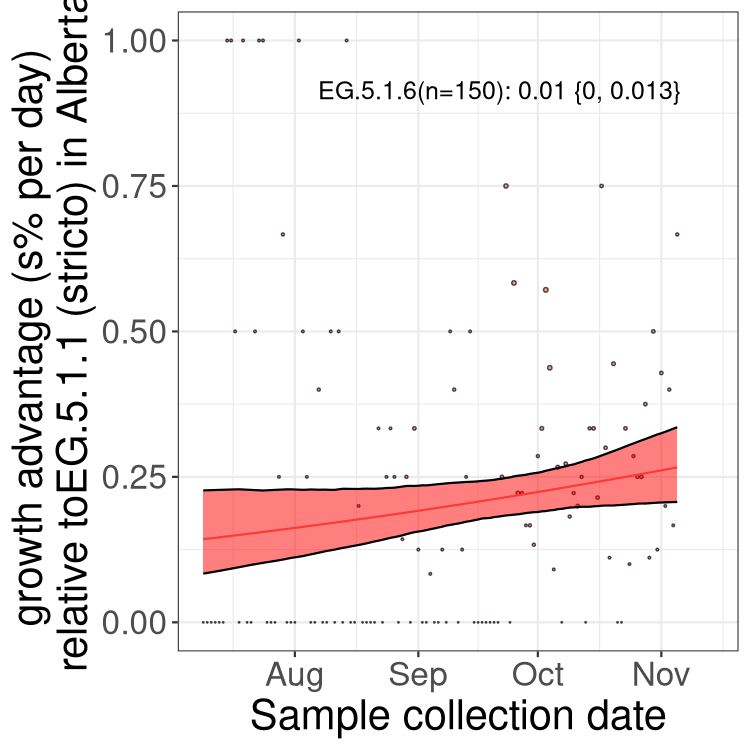 growth advantage (s% per day)
relative toEG.5.1.1 (stricto) in Alberta
1.00
0.75
0.50
0.25
0.00
EG.5.1.6(n=150): 0.01 {0, 0.013}
Aug Sep Oct Nov
Sample collection date